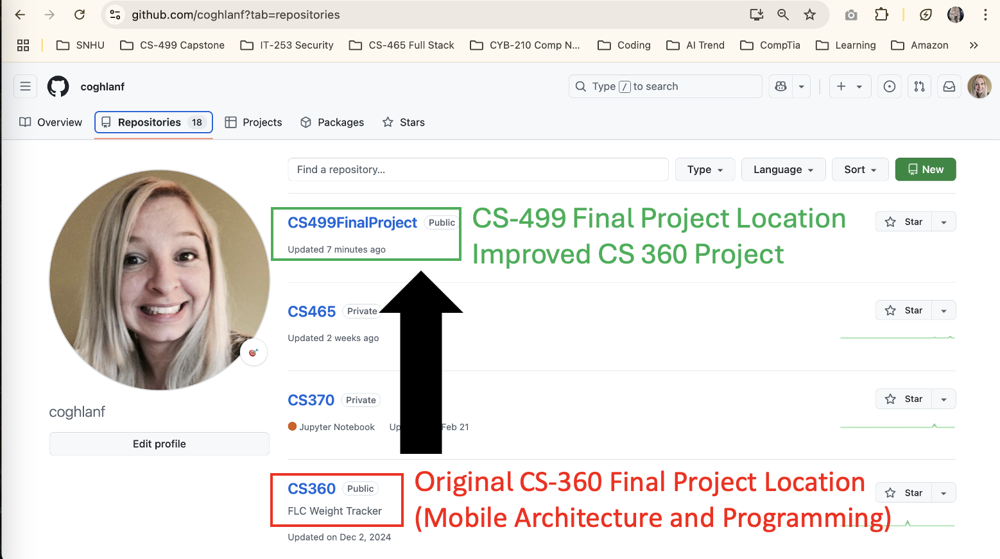 github.com/coghlanf?tab=repositories
SNHU CS-499 Capstone IT-253 Security CS-465 Full Stack CYB-210 Comp N... Coding AI Trend CompTia Learning Amazon »
coghlanf Type / to search
Overview Repositories 18 Projects Packages Stars
Find a repository... Type Language Sort New
CS499FinalProject Public Star
Updated 7 minutes ago
CS-499 Final Project Location
Improved CS 360 Project
CS465 Private Star
Updated 2 weeks ago
CS370 Private Star
Jupyter Notebook Feb 21
coghlanf
Edit profile
CS360 Public Star
FLC Weight Tracker
Updated on Dec 2, 2024
Original CS-360 Final Project Location
(Mobile Architecture and Programming)